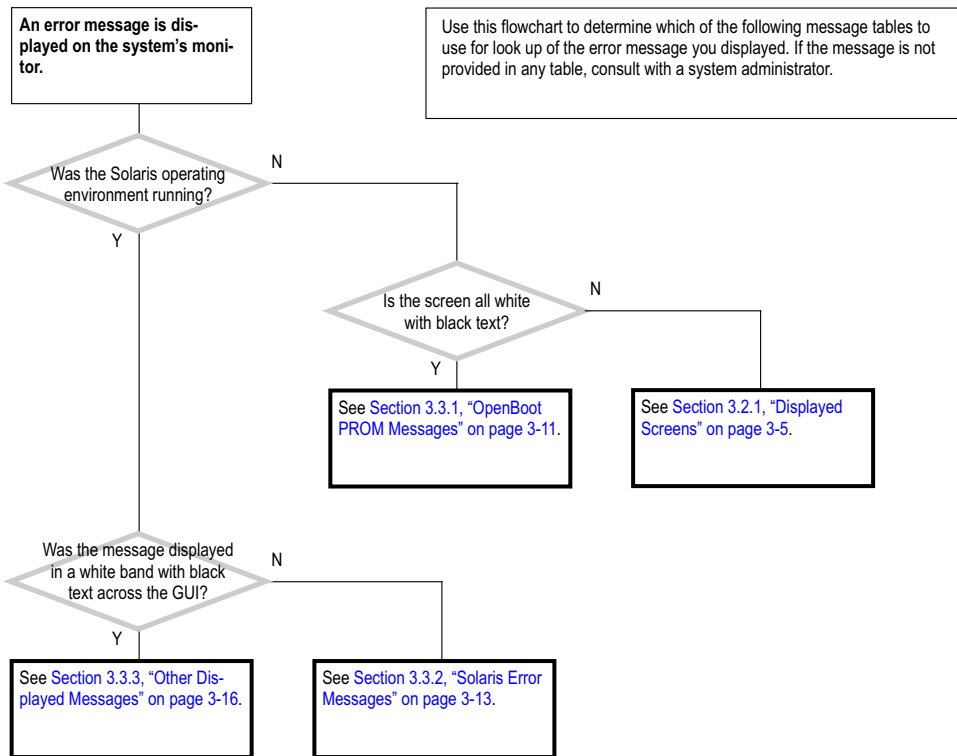 An error message is dis-
played on the system’s moni-
tor.
Use this flowchart to determine which of the following message tables to
use for look up of the error message you displayed. If the message is not
provided in any table, consult with a system administrator.
Was the Solaris operating
environment running?
N
Y
Is the screen all white
with black text?
N
Y
See Section 3.3.1, “OpenBoot
PROM Messages” on page 3-11.
See Section 3.2.1, “Displayed
Screens” on page 3-5.
Was the message displayed
in a white band with black
text across the GUI?
N
Y
See Section 3.3.3, “Other Dis-
played Messages” on page 3-16.
See Section 3.3.2, “Solaris Error
Messages” on page 3-13.